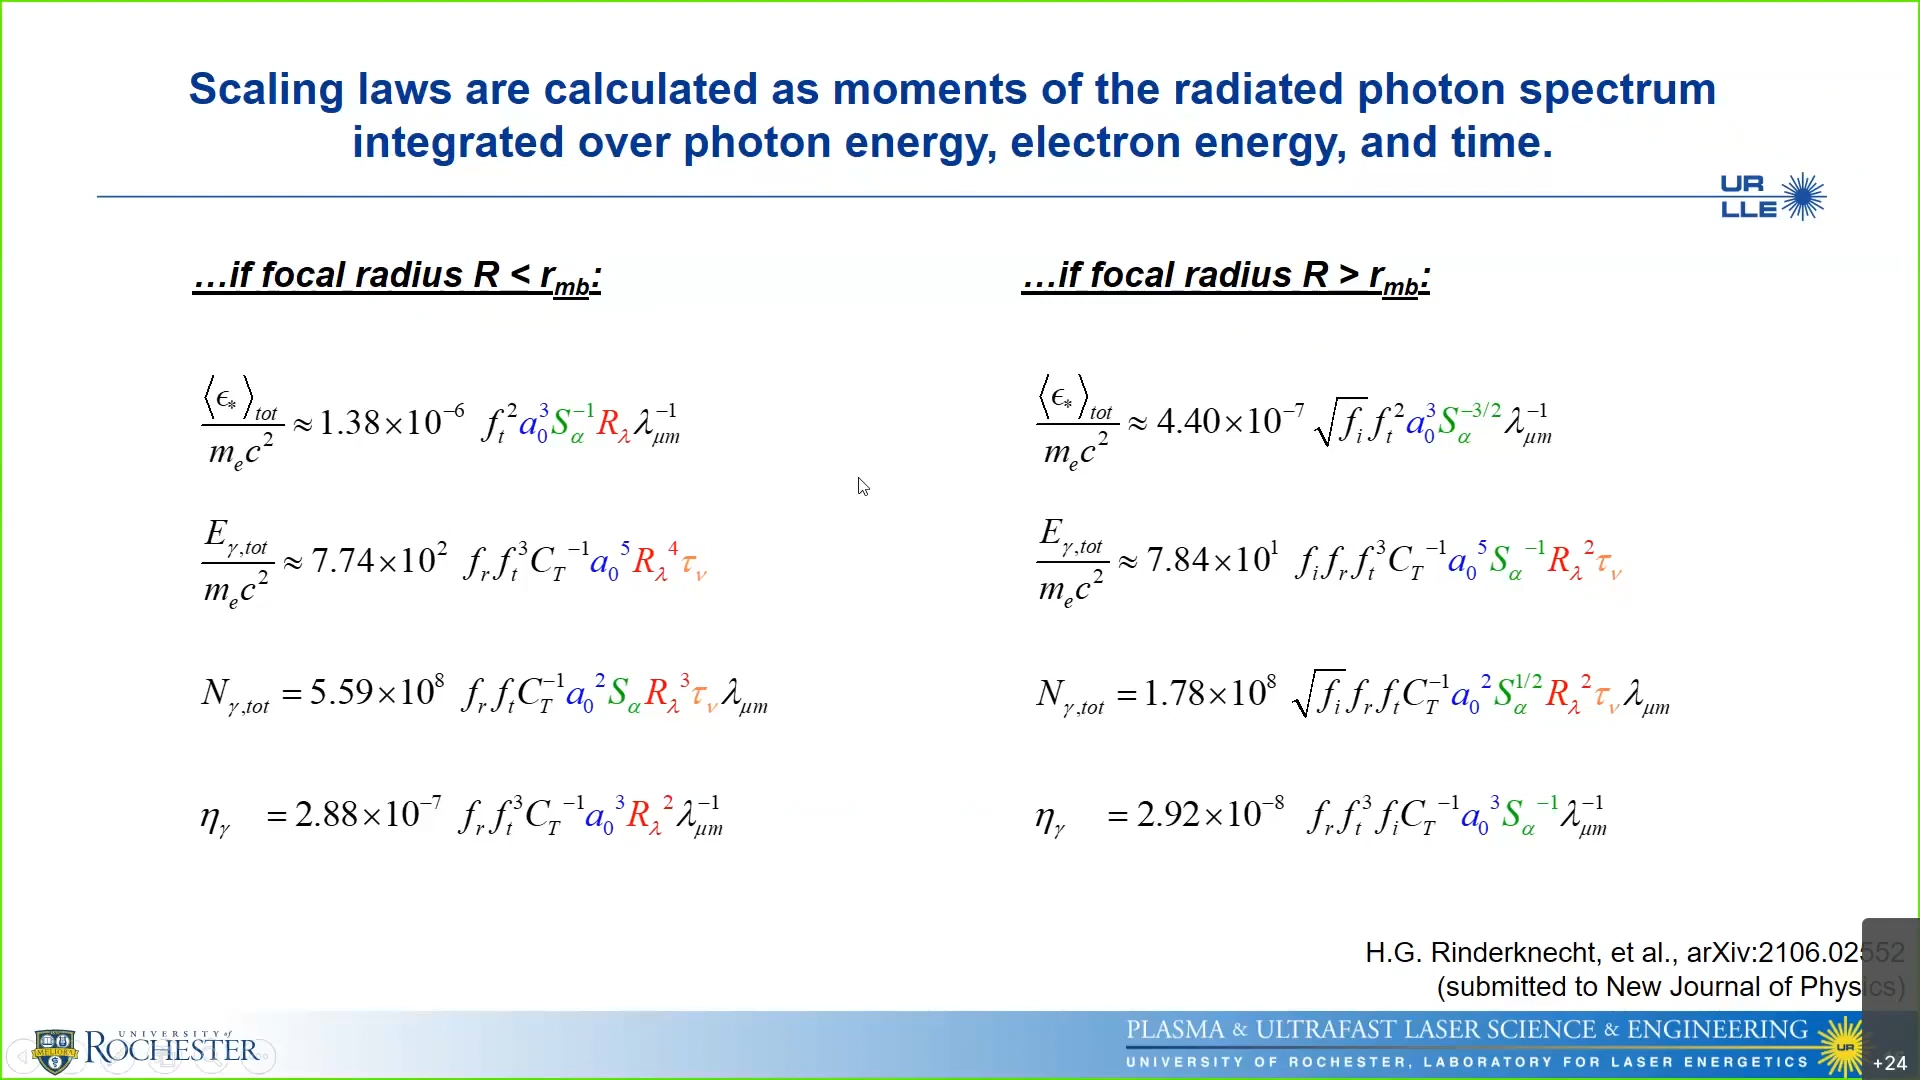 Scaling laws are calculated as moments of the radiated photon spectrum
integrated over photon energy, electron energy, and time.
UR
LLE
...if focal radius R < r_mb:
⟨ϵ_*⟩_tot / m_e c^2 ≈ 1.38×10^−6 f_t^2 a_0^3 S_α^−1 R_λ λ_μm^−1
E_γ,tot / m_e c^2 ≈ 7.74×10^2 f_r f_t^3 C_T^−1 a_0^5 R_λ^4 τ_ν
N_γ,tot = 5.59×10^8 f_r f_t C_T^−1 a_0^2 S_α R_λ^3 τ_ν λ_μm
η_γ = 2.88×10^−7 f_r f_t^3 C_T^−1 a_0^3 R_λ^2 λ_μm^−1
...if focal radius R > r_mb:
⟨ϵ_*⟩_tot / m_e c^2 ≈ 4.40×10^−7 √f_i f_t^2 a_0^3 S_α^−3/2 λ_μm^−1
E_γ,tot / m_e c^2 ≈ 7.84×10^1 f_i f_r f_t^3 C_T^−1 a_0^5 S_α^−1 R_λ^2 τ_ν
N_γ,tot = 1.78×10^8 √f_i f_r f_t C_T^−1 a_0^2 S_α^1/2 R_λ^2 τ_ν λ_μm
η_γ = 2.92×10^−8 f_r f_t^3 f_i C_T^−1 a_0^3 S_α^−1 λ_μm^−1
H.G. Rinderknecht, et al., arXiv:2106.02552
(submitted to New Journal of Physics)
MELIORA
UNIVERSITY of
ROCHESTER
PLASMA & ULTRAFAST LASER SCIENCE & ENGINEERING
UNIVERSITY OF ROCHESTER, LABORATORY FOR LASER ENERGETICS
UR
+24